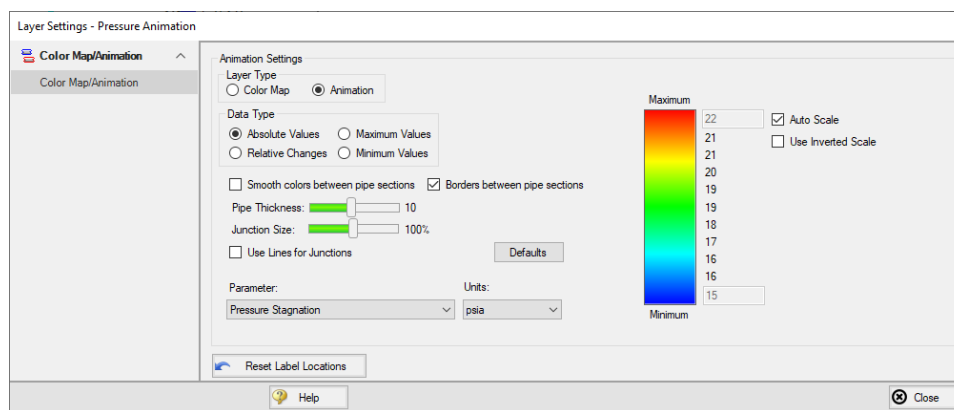 Layer Settings - Pressure Animation
Color Map/Animation
Color Map/Animation
Animation Settings
Layer Type
Color Map Animation
Data Type
Absolute Values Maximum Values
Relative Changes Minimum Values
Smooth colors between pipe sections Borders between pipe sections
Pipe Thickness: 10
Junction Size: 100%
Use Lines for Junctions Defaults
Parameter: Units:
Pressure Stagnation psia
Maximum
22 Auto Scale
21 Use Inverted Scale
21
20
19
19
18
17
16
16
15
Minimum
Reset Label Locations
Help Close